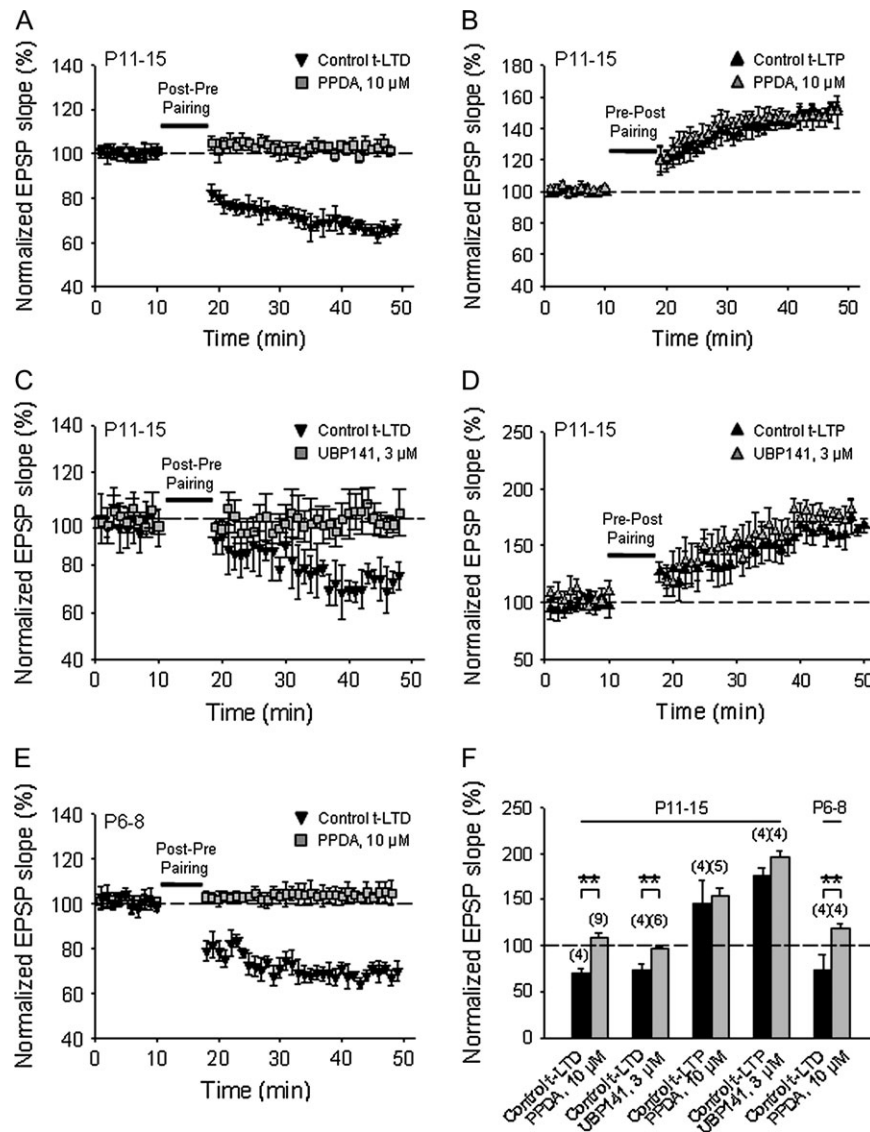 A
P11-15
Post-Pre
Pairing
Control t-LTD
PPDA, 10 µM
Normalized EPSP slope (%)
140
120
100
80
60
40
0 10 20 30 40 50
Time (min)
B
P11-15
Pre-Post
Pairing
Control t-LTP
PPDA, 10 µM
Normalized EPSP slope (%)
180
160
140
120
100
80
60
40
0 10 20 30 40 50
Time (min)
C
P11-15
Post-Pre
Pairing
Control t-LTD
UBP141, 3 µM
Normalized EPSP slope (%)
140
120
100
80
60
40
0 10 20 30 40 50
Time (min)
D
P11-15
Pre-Post
Pairing
Control t-LTP
UBP141, 3 µM
Normalized EPSP slope (%)
250
200
150
100
50
0 10 20 30 40 50
Time (min)
E
P6-8
Post-Pre
Pairing
Control t-LTD
PPDA, 10 µM
Normalized EPSP slope (%)
140
120
100
80
60
40
0 10 20 30 40 50
Time (min)
F
P11-15
P6-8
Normalized EPSP slope (%)
250
200
150
100
50
0
(4) ** (9)
** (4)(6)
(4)(5)
(4)(4)
** (4)(4)
Control t-LTD
PPDA, 10 µM
Control t-LTD
UBP141, 3 µM
Control t-LTP
PPDA, 10 µM
Control t-LTP
UBP141, 3 µM
Control t-LTD
PPDA, 10 µM